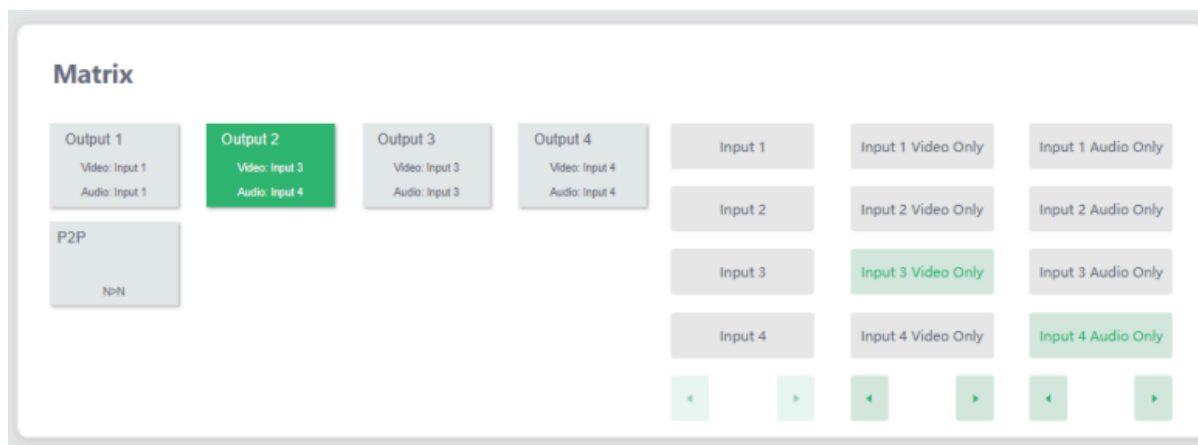 Matrix
Output 1
Video: Input 1
Audio: Input 1
Output 2
Video: Input 3
Audio: Input 4
Output 3
Video: Input 3
Audio: Input 3
Output 4
Video: Input 4
Audio: Input 4
P2P
N>N
Input 1
Input 1 Video Only
Input 1 Audio Only
Input 2
Input 2 Video Only
Input 2 Audio Only
Input 3
Input 3 Video Only
Input 3 Audio Only
Input 4
Input 4 Video Only
Input 4 Audio Only